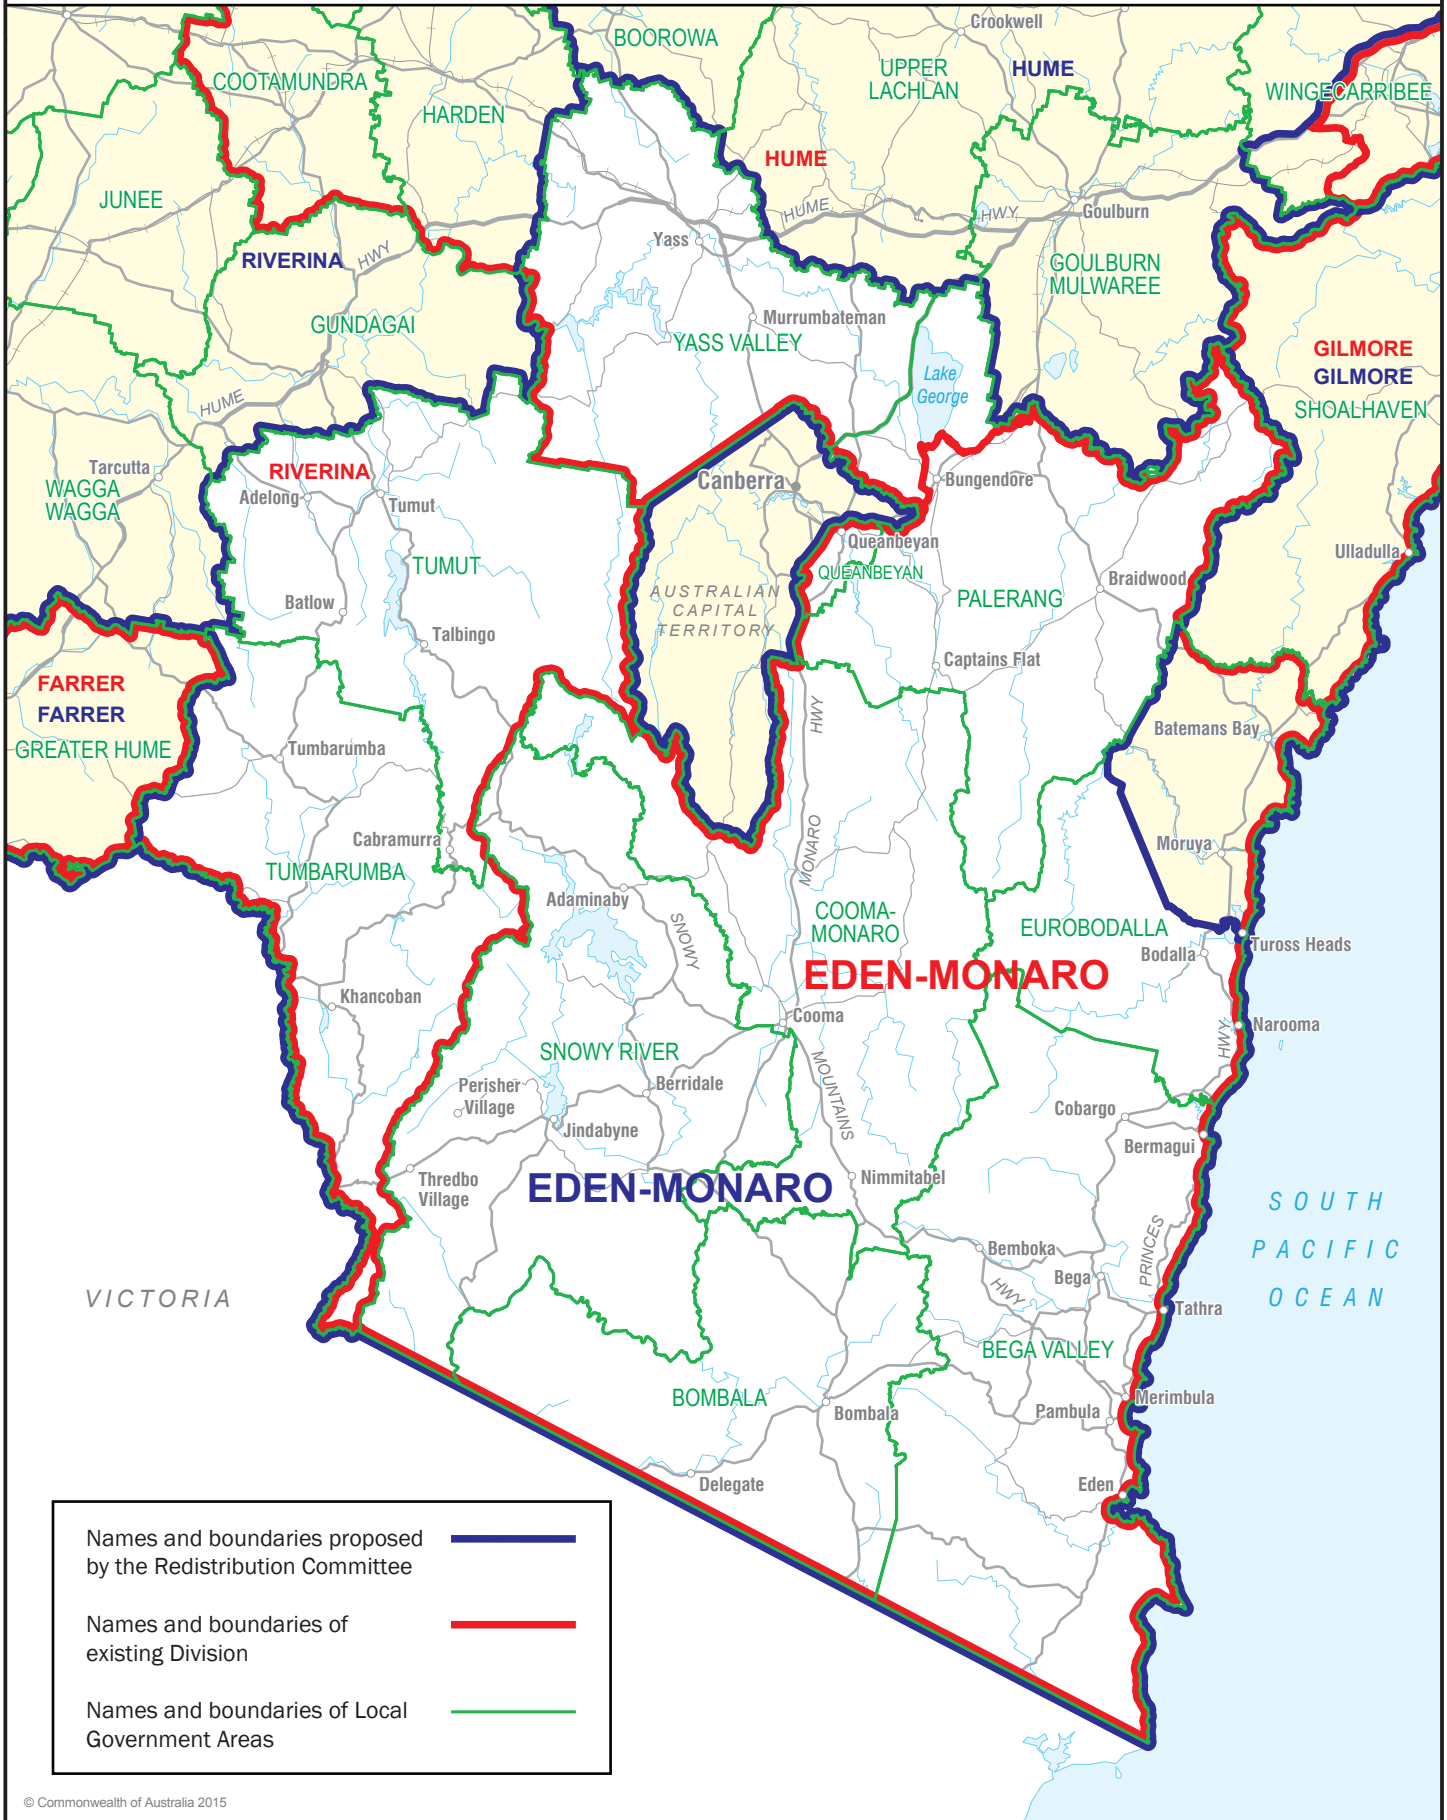 Crookwell
BOOROWA
UPPER
LACHLAN
HUME
COOTAMUNDRA
WINGECARRIBEE
HARDEN
HUME
JUNEE
HUME
HWY
Goulburn
Yass
RIVERINA
HWY
GOULBURN
MULWAREE
GUNDAGAI
Murrumbateman
YASS VALLEY
GILMORE
GILMORE
Lake
George
HUME
SHOALHAVEN
Tarcutta
WAGGA
WAGGA
RIVERINA
Adelong
Tumut
Canberra
Bungendore
Queanbeyan
Ulladulla
TUMUT
QUEANBEYAN
Braidwood
AUSTRALIAN
CAPITAL
TERRITORY
PALERANG
Batlow
Talbingo
Captains Flat
FARRER
FARRER
GREATER HUME
HWY
Batemans Bay
Tumbarumba
Cabramurra
MONARO
Moruya
TUMBARUMBA
Adaminaby
SNOWY
COOMA-
MONARO
EUROBODALLA
Bodalla
Tuross Heads
EDEN-MONARO
Khancoban
Cooma
Narooma
HWY
SNOWY RIVER
Perisher
Village
Berridale
MOUNTAINS
Cobargo
Jindabyne
Bermagui
Thredbo
Village
EDEN-MONARO
Nimmitabel
SOUTH
PACIFIC
OCEAN
PRINCES
Bemboka
Bega
HWY
VICTORIA
Tathra
BEGA VALLEY
BOMBALA
Merimbula
Bombala
Pambula
Delegate
Eden
Names and boundaries proposed
by the Redistribution Committee
Names and boundaries of
existing Division
Names and boundaries of Local
Government Areas
© Commonwealth of Australia 2015